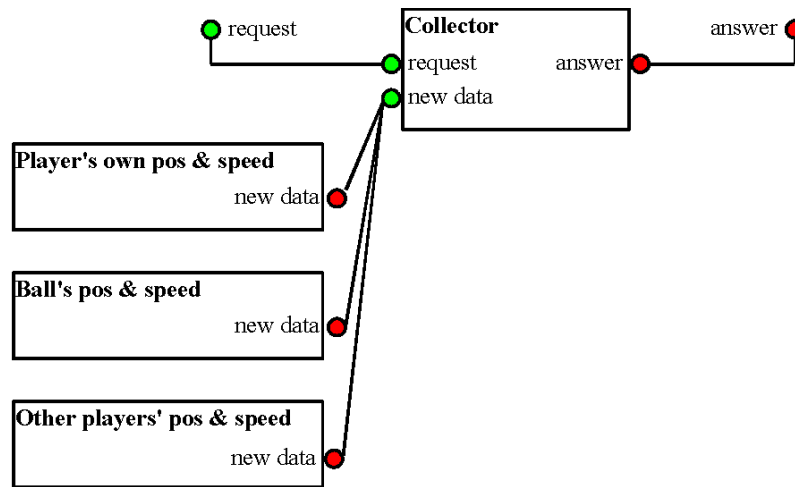 request
Collector
answer
request
answer
new data
Player's own pos & speed
new data
Ball's pos & speed
new data
Other players' pos & speed
new data